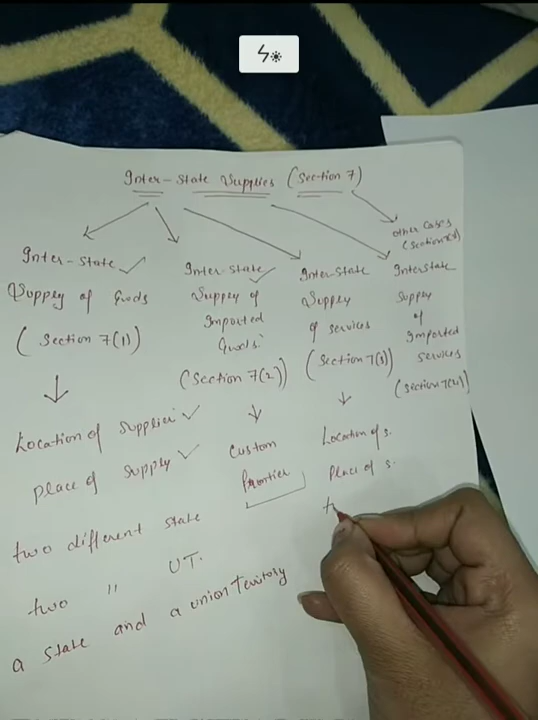 Inter-State Supplies (Section 7)
Inter-State
Supply of Goods
(Section 7(1))
Location of Supplier
place of supply
two different state
two " UT.
a state and a union Territory
Inter-state
Supply of
Imported
Goods:
(Section 7(2))
Custom
Frontier
Inter-State
Supply
of services
(Section 7(3))
Location of s.
Place of s.
other Cases
Interstate
supply
of
Imported
services
(Section 7(4))